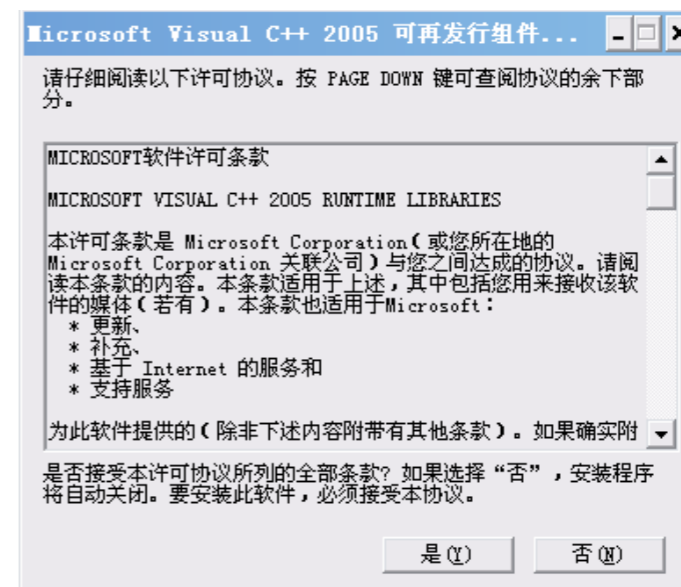 Microsoft Visual C++ 2005 可再发行组件...
请仔细阅读以下许可协议。按 PAGE DOWN 键可查阅协议的余下部
分。
MICROSOFT软件许可条款
MICROSOFT VISUAL C++ 2005 RUNTIME LIBRARIES
本许可条款是 Microsoft Corporation(或您所在地的
Microsoft Corporation 关联公司)与您之间达成的协议。请阅
读本条款的内容。本条款适用于上述,其中包括您用来接收该软
件的媒体(若有)。本条款也适用于Microsoft:
* 更新、
* 补充、
* 基于 Internet 的服务和
* 支持服务
为此软件提供的(除非下述内容附带有其他条款)。如果确实附
是否接受本许可协议所列的全部条款? 如果选择“否”,安装程序
将自动关闭。要安装此软件,必须接受本协议。
是(Y)
否(N)